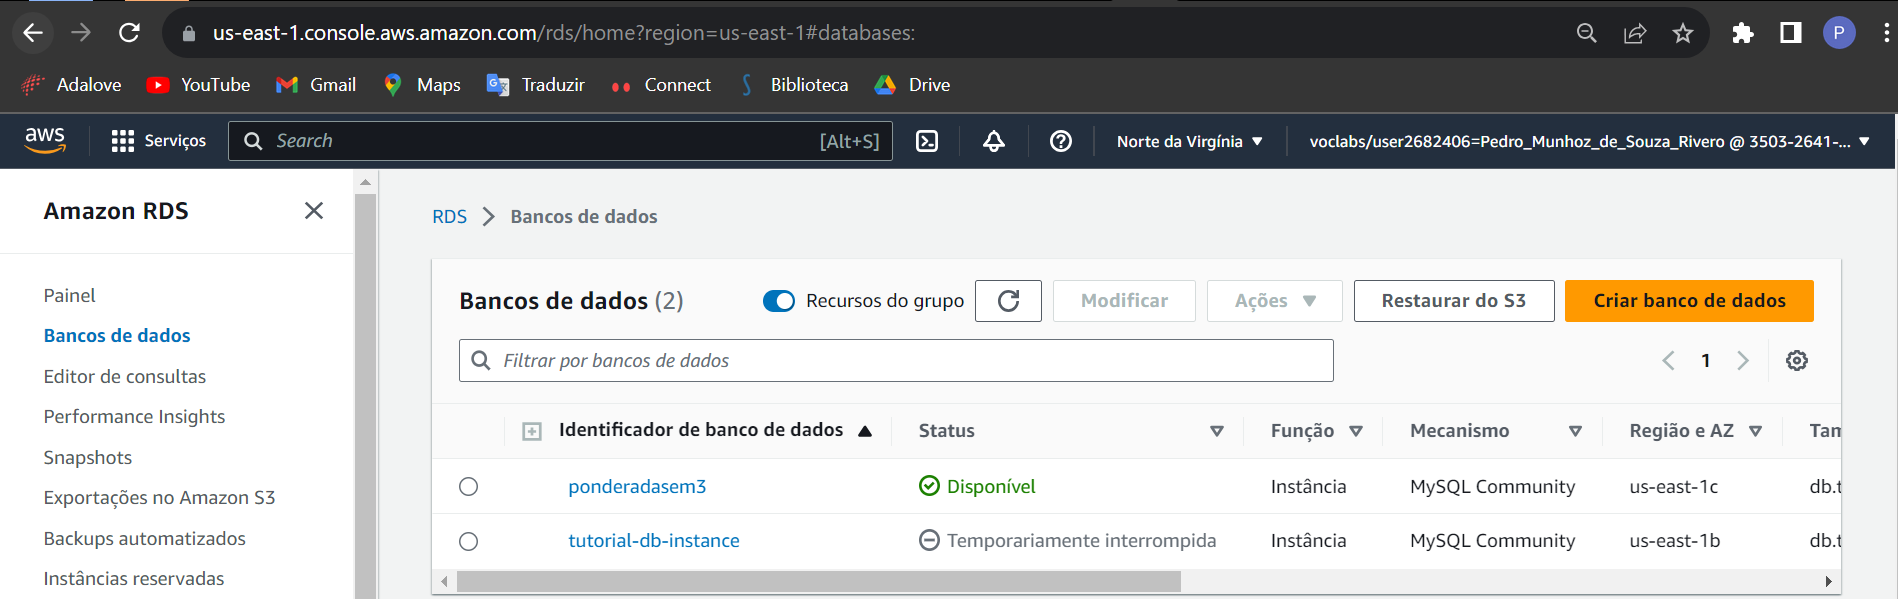 us-east-1.console.aws.amazon.com/rds/home?region=us-east-1#databases:
P
Adalove YouTube Gmail Maps Traduzir Connect Biblioteca Drive
aws Serviços Search [Alt+S] Norte da Virgínia voclabs/user2682406=Pedro_Munhoz_de_Souza_Rivero @ 3503-2641-...
Amazon RDS
Painel
Bancos de dados
Editor de consultas
Performance Insights
Snapshots
Exportações no Amazon S3
Backups automatizados
Instâncias reservadas
RDS > Bancos de dados
Bancos de dados (2) Recursos do grupo Modificar Ações Restaurar do S3 Criar banco de dados
Filtrar por bancos de dados 1
Identificador de banco de dados Status Função Mecanismo Região e AZ Tam
ponderadasem3 Disponível Instância MySQL Community us-east-1c db.t
tutorial-db-instance Temporariamente interrompida Instância MySQL Community us-east-1b db.t